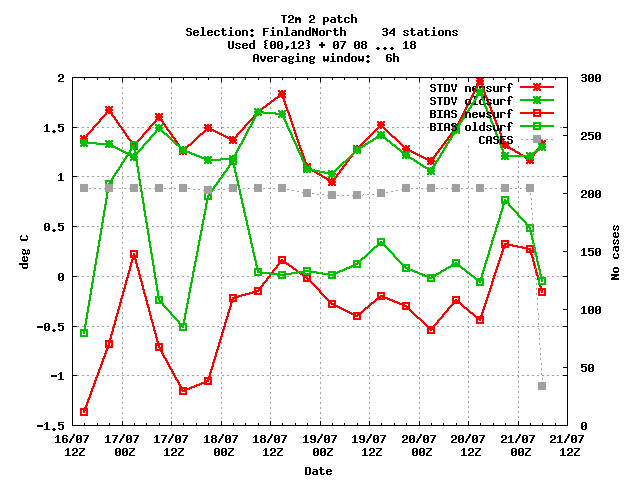 T2m 2 patch
Selection: FinlandNorth 34 stations
Used {00,12} + 07 08 ... 18
Averaging window: 6h
STDV newsurf
STDV oldsurf
BIAS newsurf
BIAS oldsurf
CASES
2
1.5
1
0.5
0
-0.5
-1
-1.5
deg C
300
250
200
150
100
50
0
No cases
16/07 17/07 17/07 18/07 18/07 19/07 19/07 20/07 20/07 21/07 21/07
12Z 00Z 12Z 00Z 12Z 00Z 12Z 00Z 12Z 00Z 12Z
Date